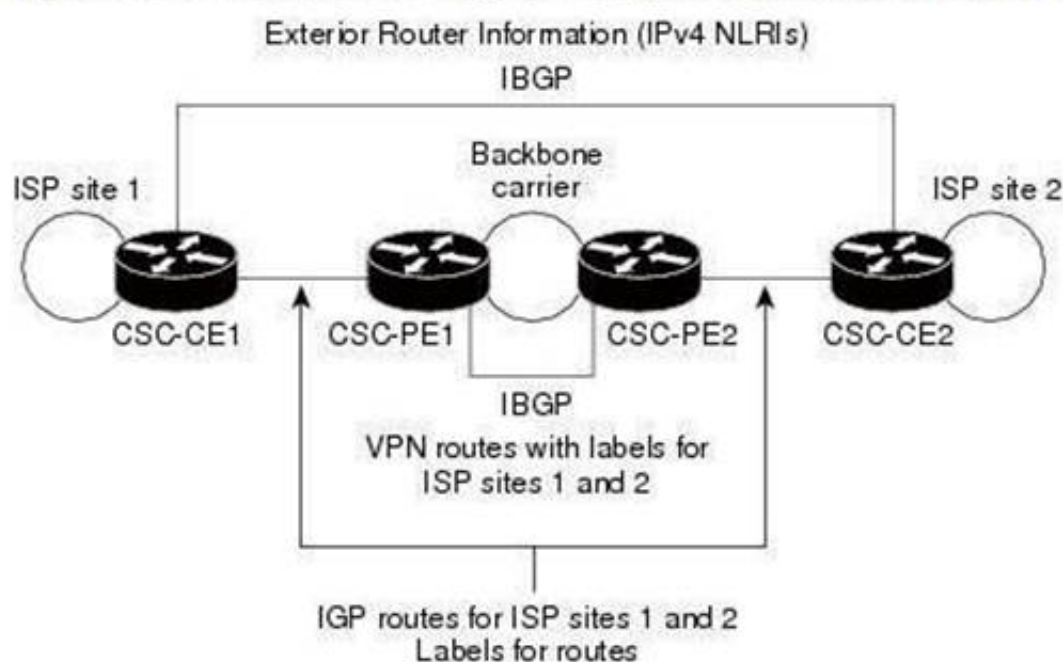 Exterior Router Information (IPv4 NLRIs)
IBGP
Backbone
carrier
ISP site 1
ISP site 2
CSC-CE1
CSC-PE1
CSC-PE2
CSC-CE2
IBGP
VPN routes with labels for
ISP sites 1 and 2
IGP routes for ISP sites 1 and 2
Labels for routes